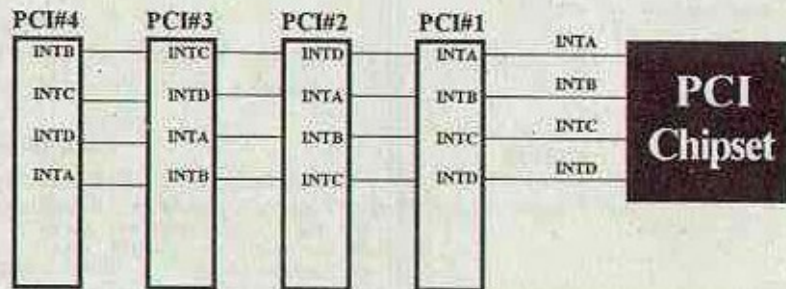 PCI#4 PCI#3 PCI#2 PCI#1
INTB INTC INTD INTA INTA
INTC INTD INTA INTB INTB
INTD INTA INTB INTC INTC
INTA INTB INTC INTD INTD
PCI
Chipset